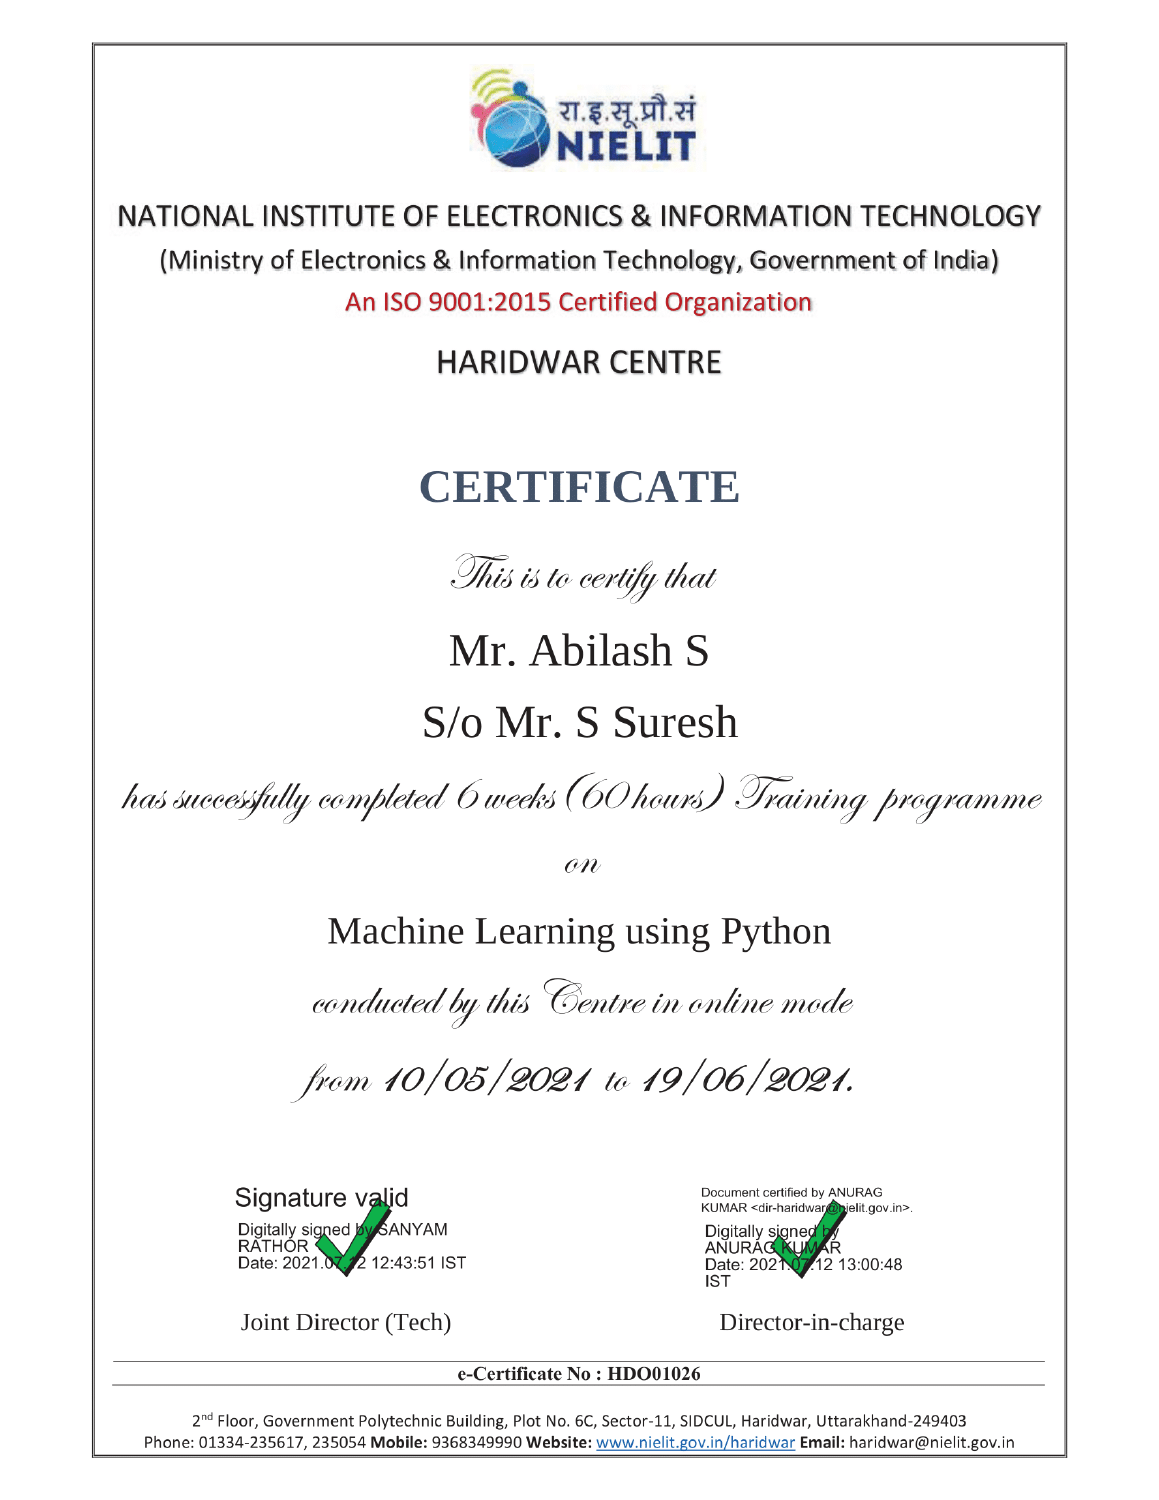 रा.इ.सू.प्रौ.सं
NIELIT
NATIONAL INSTITUTE OF ELECTRONICS & INFORMATION TECHNOLOGY
(Ministry of Electronics & Information Technology, Government of India)
An ISO 9001:2015 Certified Organization
HARIDWAR CENTRE
CERTIFICATE
This is to certify that
Mr. Abilash S
S/o Mr. S Suresh
has successfully completed 6 weeks (60 hours) Training programme
on
Machine Learning using Python
conducted by this Centre in online mode
from 10/05/2021 to 19/06/2021.
Signature valid
Digitally signed by SANYAM
RATHOR
Date: 2021.07.12 12:43:51 IST
Joint Director (Tech)
Document certified by ANURAG
KUMAR <dir-haridwar@nielit.gov.in>.
Digitally signed by
ANURAG KUMAR
Date: 2021.07.12 13:00:48
IST
Director-in-charge
e-Certificate No : HDO01026
2nd Floor, Government Polytechnic Building, Plot No. 6C, Sector-11, SIDCUL, Haridwar, Uttarakhand-249403
Phone: 01334-235617, 235054 Mobile: 9368349990 Website: www.nielit.gov.in/haridwar Email: haridwar@nielit.gov.in